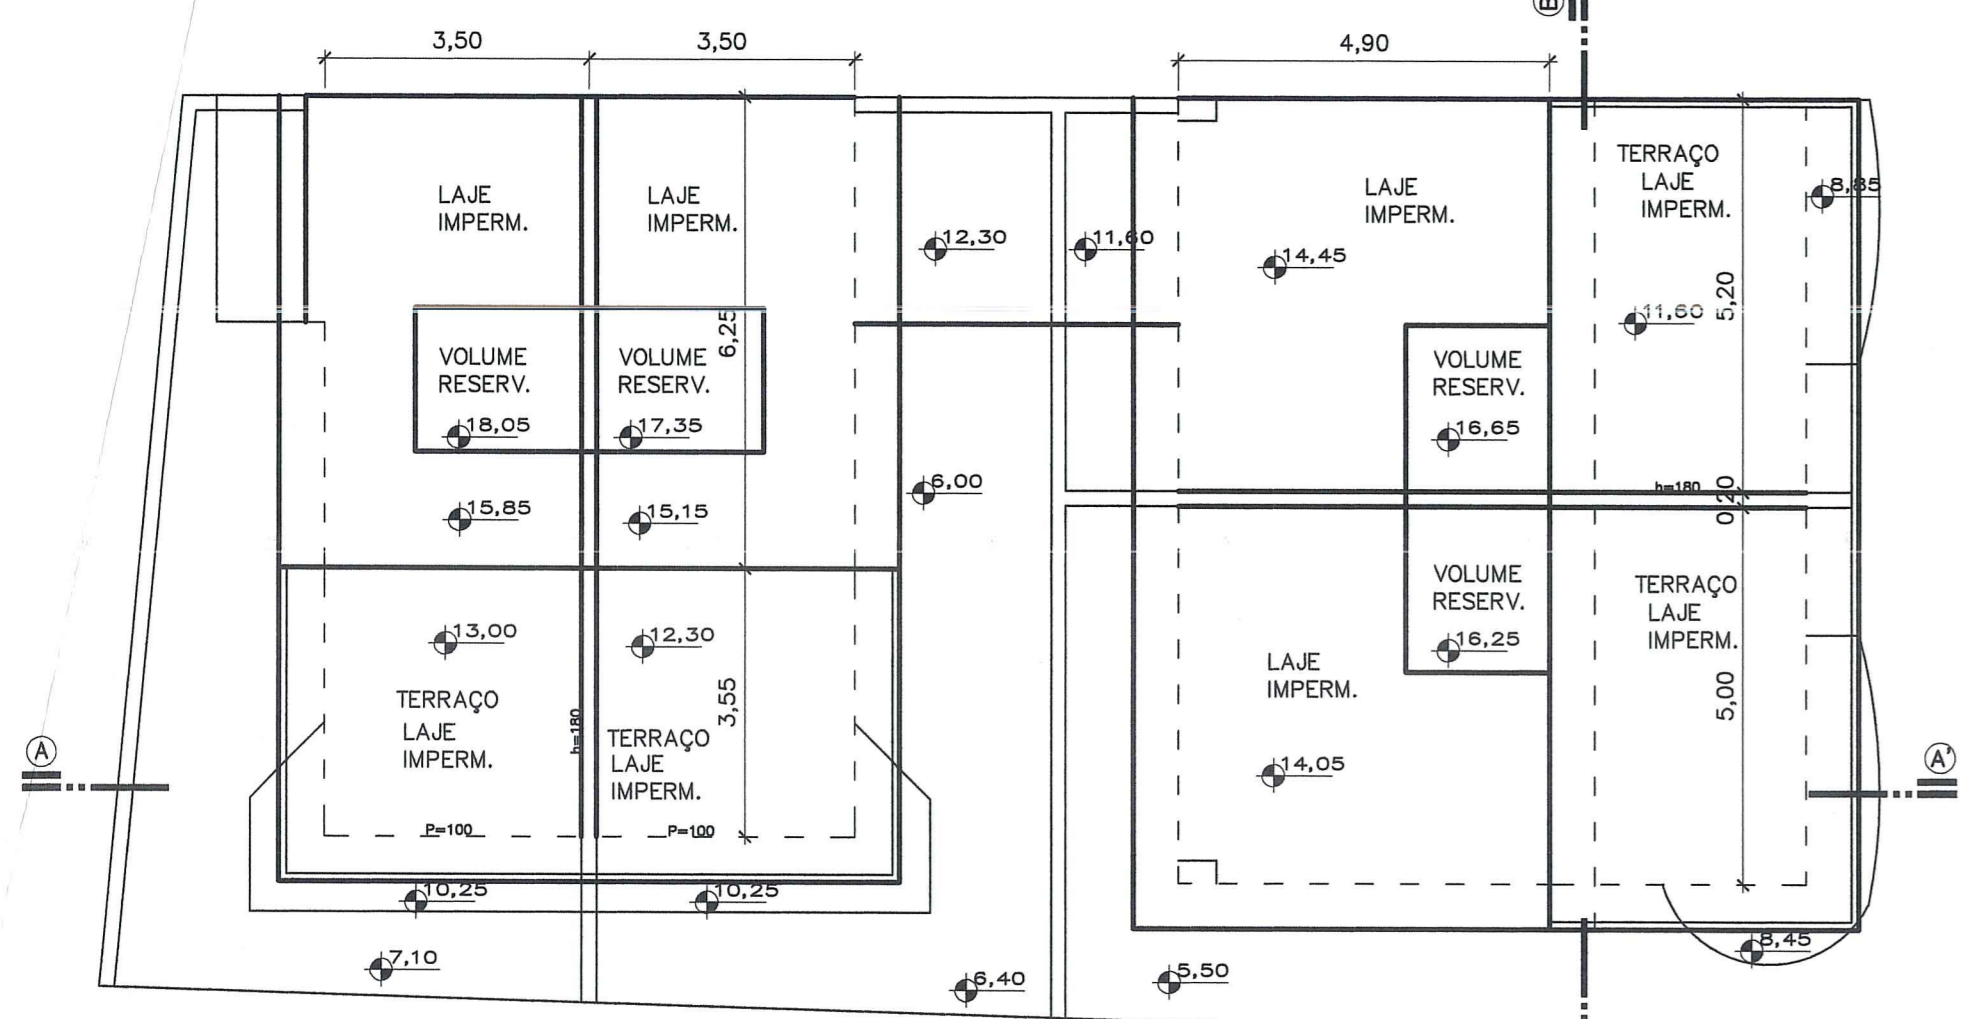 3,50
3,50
4,90
B
LAJE
IMPERM.
LAJE
IMPERM.
12,30
11,60
14,45
LAJE
IMPERM.
TERRAÇO
LAJE
IMPERM.
8,85
5,20
11,60
6,25
VOLUME
RESERV.
18,05
VOLUME
RESERV.
17,35
VOLUME
RESERV.
16,65
15,85
15,15
6,00
h=180
0,20
13,00
12,30
VOLUME
RESERV.
16,25
TERRAÇO
LAJE
IMPERM.
TERRAÇO
LAJE
IMPERM.
h=180
3,55
TERRAÇO
LAJE
IMPERM.
LAJE
IMPERM.
5,00
14,05
A
A'
P=100
P=100
10,25
10,25
7,10
6,40
5,50
8,45